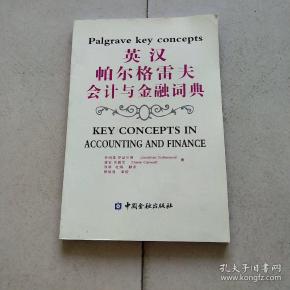 Palgrave key concepts
英汉
帕尔格雷夫
会计与金融词典
KEY CONCEPTS IN
ACCOUNTING AND FINANCE
中国金融出版社
孔夫子旧书网